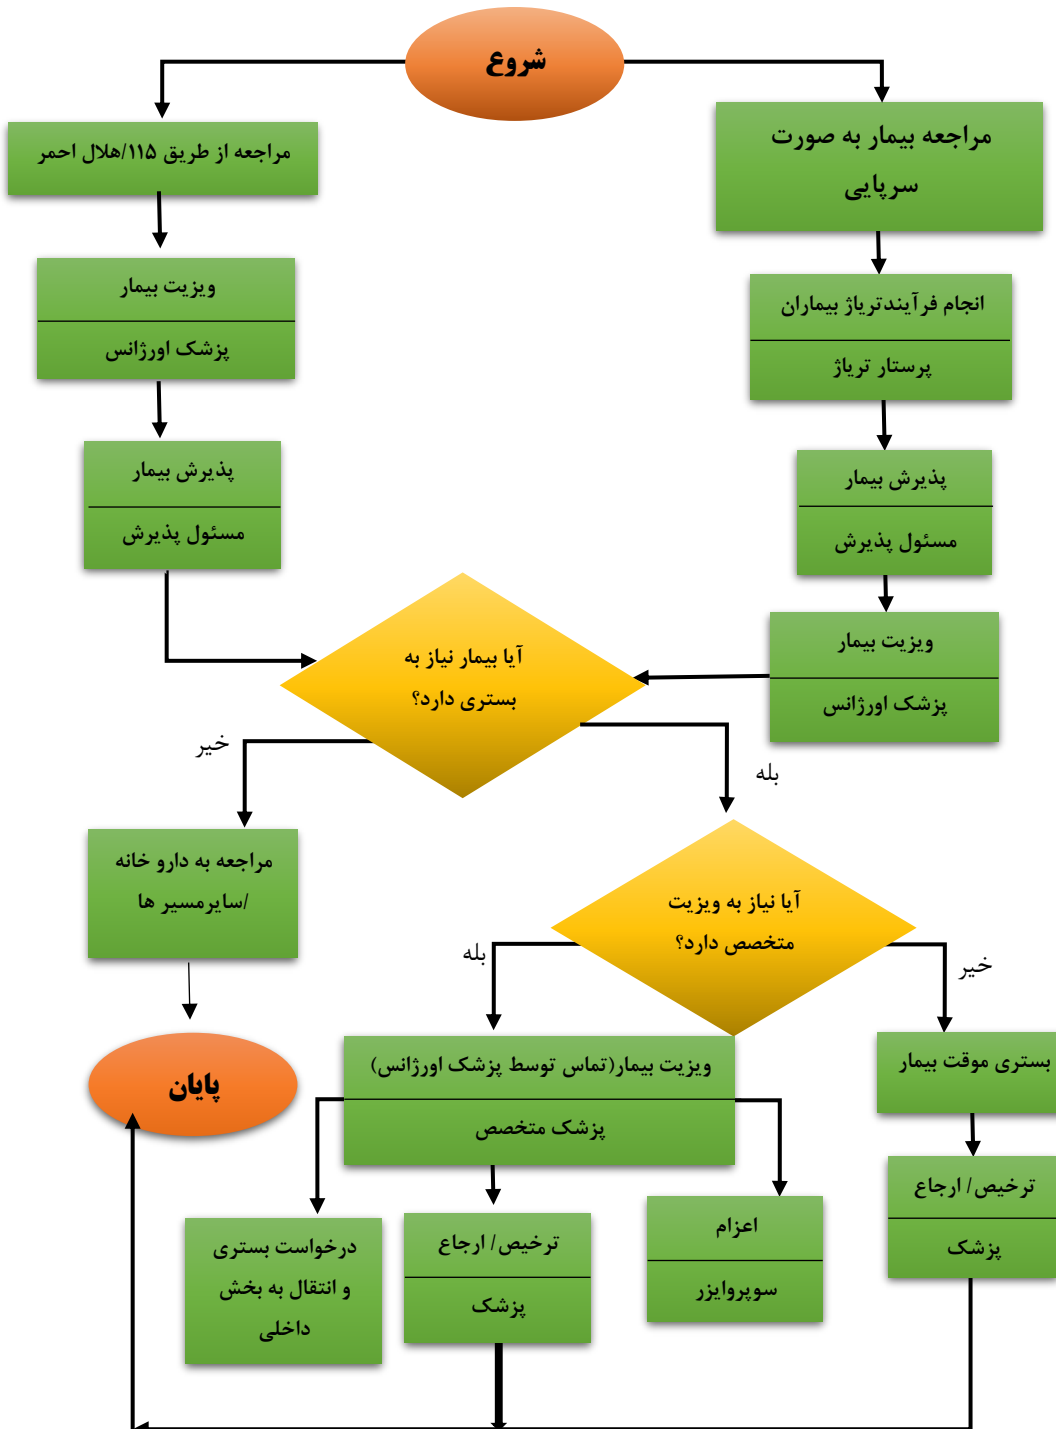 شروع
مراجعه بیمار به صورت
سرپایی
مراجعه از طریق ۱۱۵/هلال احمر
انجام فرآیندتریاژ بیماران
پرستار تریاژ
ویزیت بیمار
پزشک اورژانس
پذیرش بیمار
مسئول پذیرش
پذیرش بیمار
مسئول پذیرش
ویزیت بیمار
پزشک اورژانس
آیا بیمار نیاز به
بستری دارد؟
خیر
بله
مراجعه به دارو خانه
/سایرمسیر ها
آیا نیاز به ویزیت
متخصص دارد؟
بله
خیر
پایان
ویزیت بیمار(تماس توسط پزشک اورژانس)
پزشک متخصص
بستری موقت بیمار
ترخیص/ ارجاع
پزشک
اعزام
سوپروایزر
ترخیص/ ارجاع
پزشک
درخواست بستری
و انتقال به بخش
داخلی